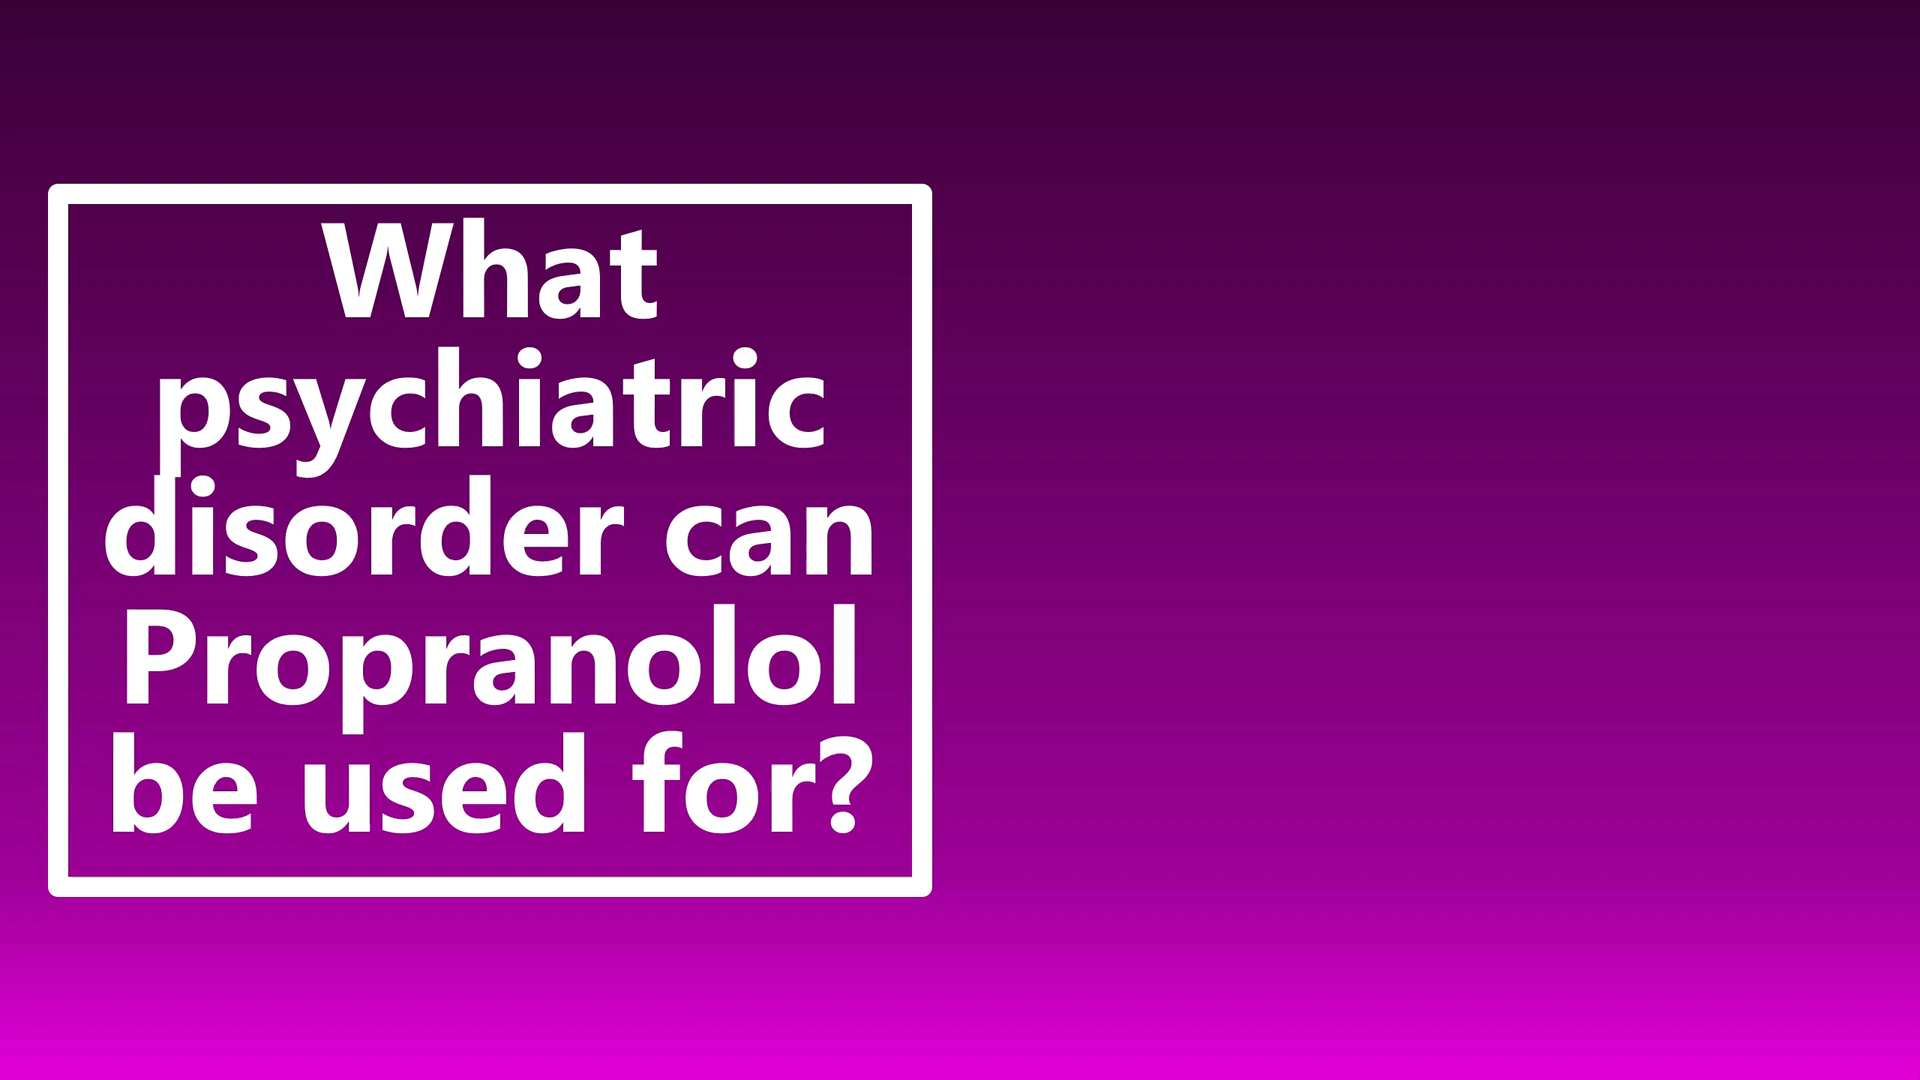 What
psychiatric
disorder can
Propranolol
be used for?